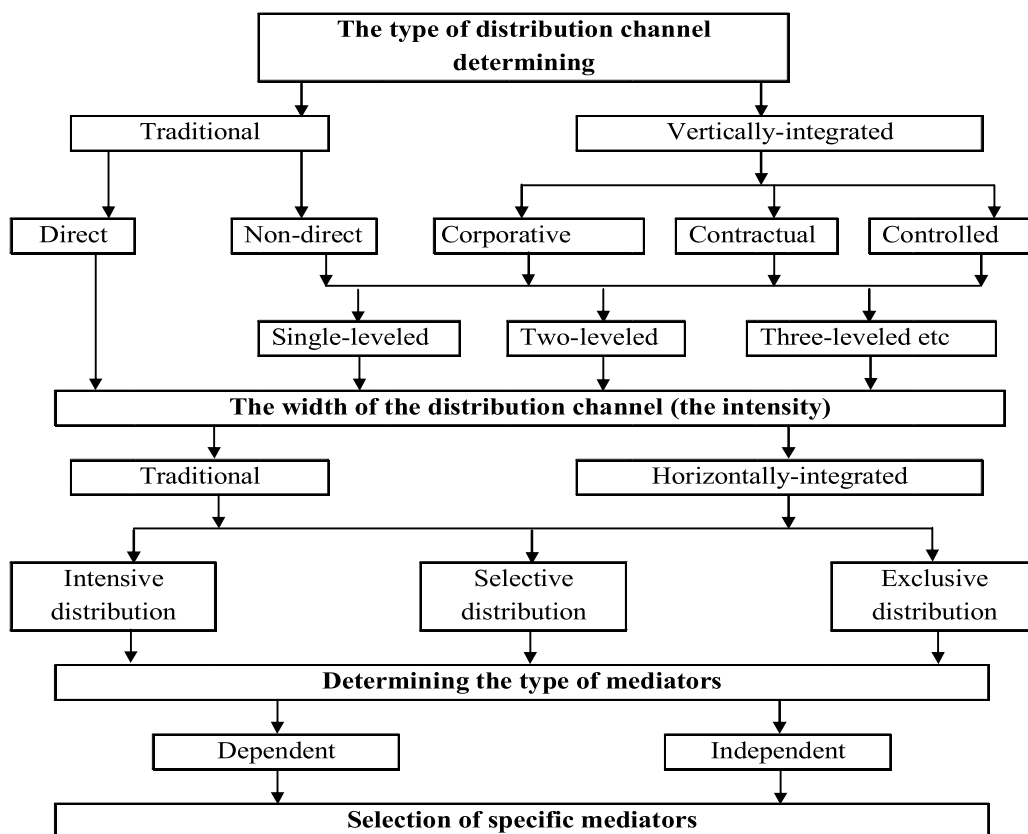 The type of distribution channel
determining
Traditional
Vertically-integrated
Direct
Non-direct
Corporative
Contractual
Controlled
Single-leveled
Two-leveled
Three-leveled etc
The width of the distribution channel (the intensity)
Traditional
Horizontally-integrated
Intensive
distribution
Selective
distribution
Exclusive
distribution
Determining the type of mediators
Dependent
Independent
Selection of specific mediators